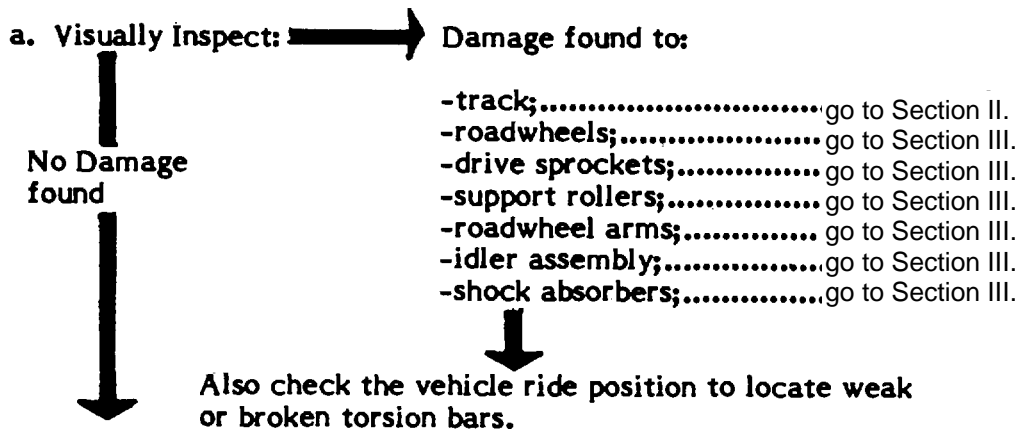 a. Visually Inspect: Damage found to:
-track;.............................go to Section II.
-roadwheels;.....................go to Section III.
-drive sprockets;...............go to Section III.
-support rollers;................go to Section III.
-roadwheel arms;...............go to Section III.
-idler assembly;.................go to Section III.
-shock absorbers;...............go to Section III.
No Damage
found
Also check the vehicle ride position to locate weak
or broken torsion bars.